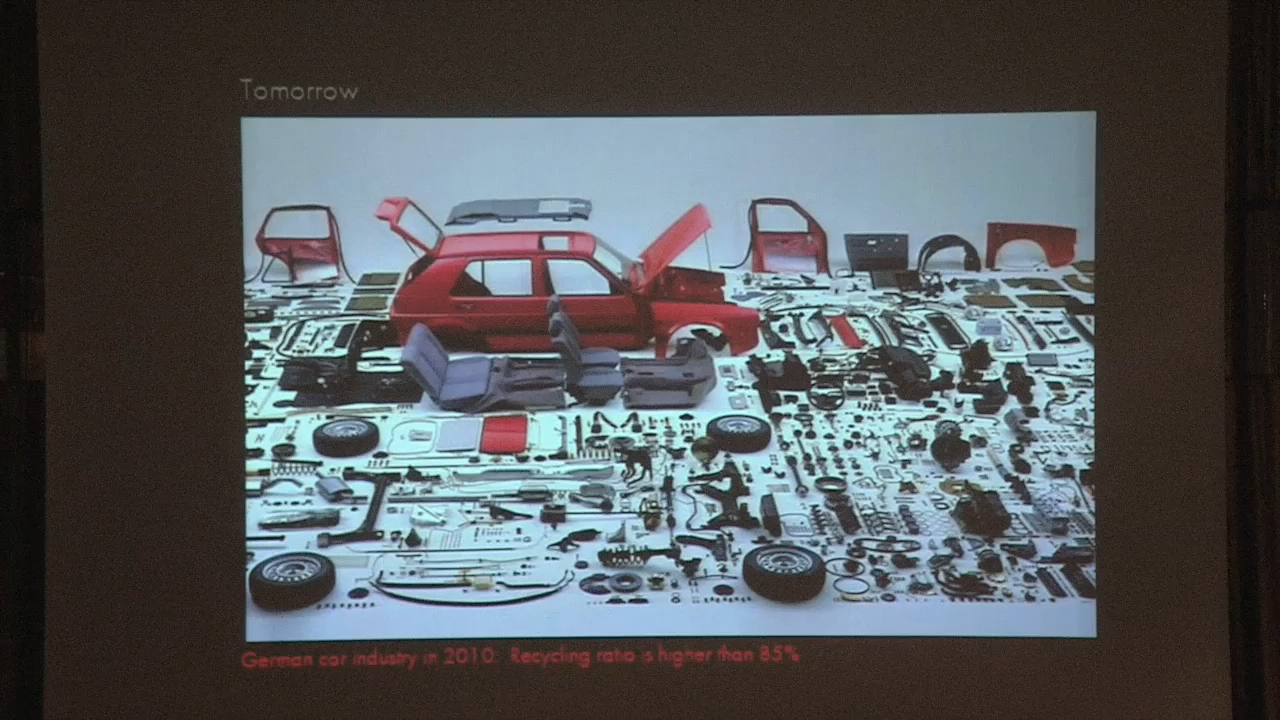 Tomorrow
German car industry in 2010: Recycling ratio is higher than 85%